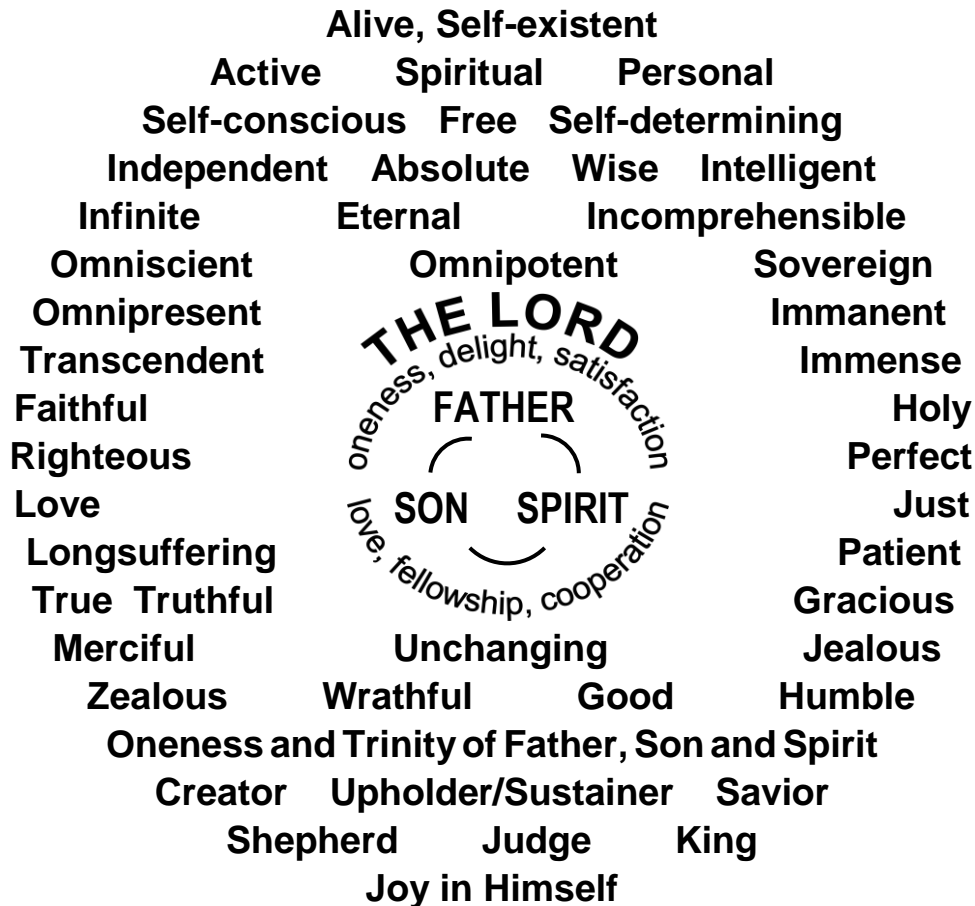 Alive, Self-existent
Active Spiritual Personal
Self-conscious Free Self-determining
Independent Absolute Wise Intelligent
Infinite Eternal Incomprehensible
Omniscient Omnipotent Sovereign
Omnipresent Immanent
Transcendent Immense
Faithful Holy
Righteous Perfect
Love Just
Longsuffering Patient
True Truthful Gracious
Merciful Unchanging Jealous
Zealous Wrathful Good Humble
Oneness and Trinity of Father, Son and Spirit
Creator Upholder/Sustainer Savior
Shepherd Judge King
Joy in Himself
THE LORD
oneness, delight, satisfaction
FATHER
SON SPIRIT
love, fellowship, cooperation